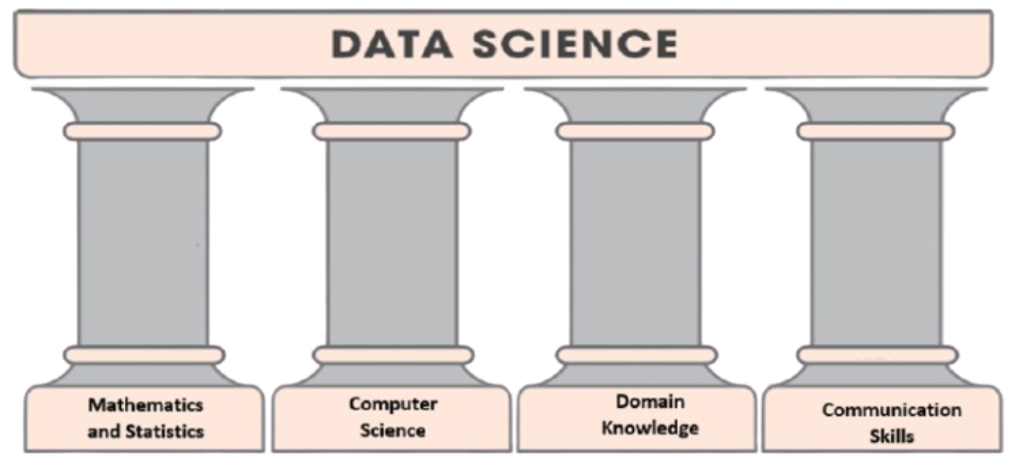 DATA SCIENCE
Mathematics
and Statistics
Computer
Science
Domain
Knowledge
Communication
Skills